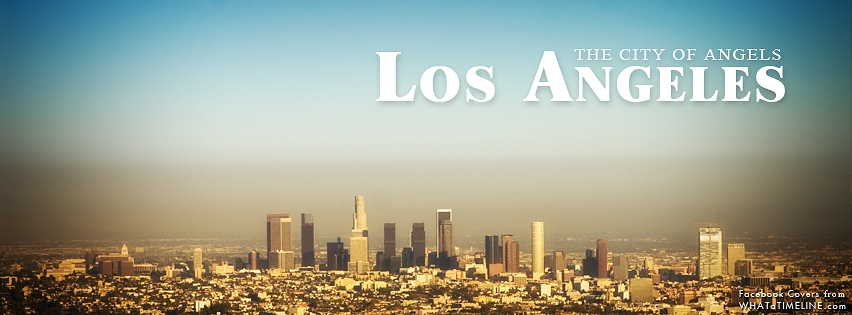 THE CITY OF ANGELS
LOS ANGELES
Facebook Covers from
WHATaTIMELINE.com